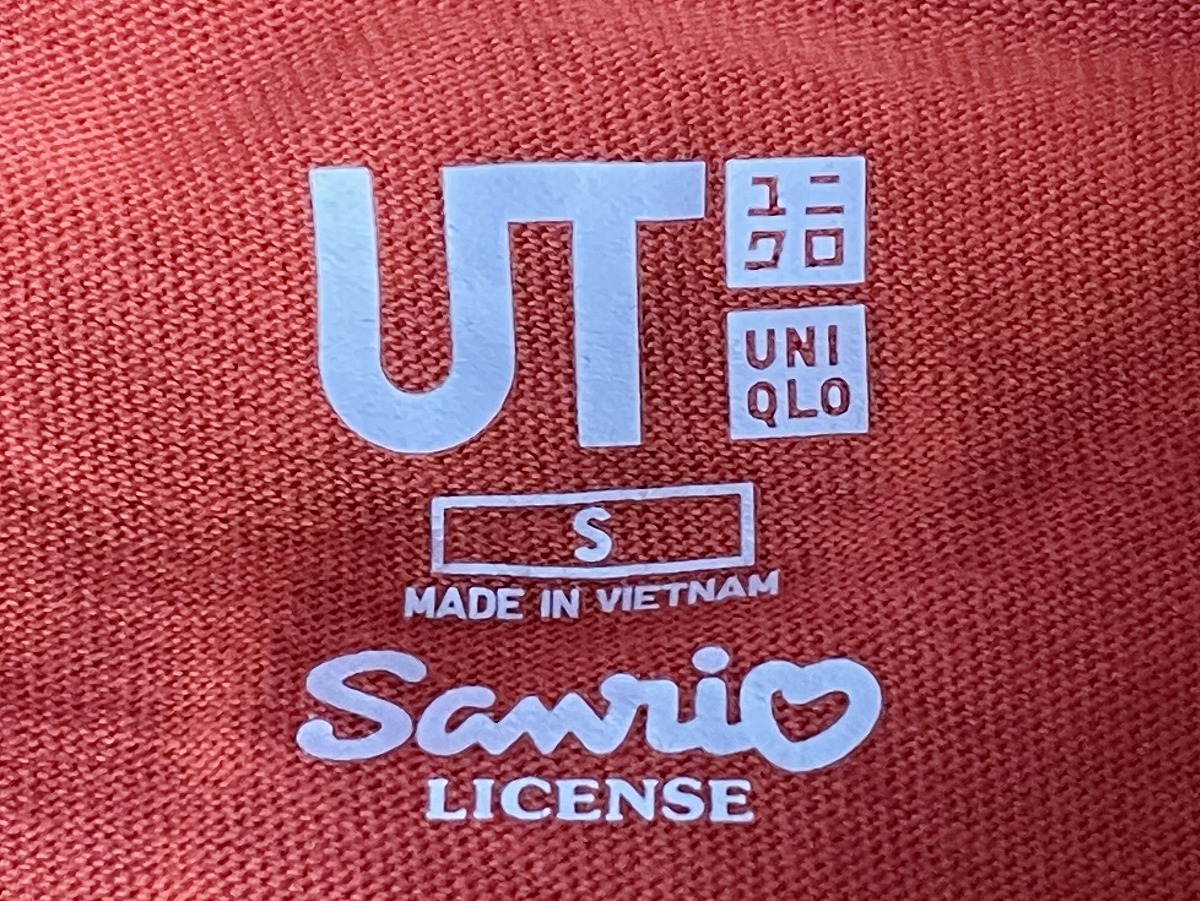 UT
ユニ
クロ
UNI
QLO
S
MADE IN VIETNAM
Sanrio
LICENSE